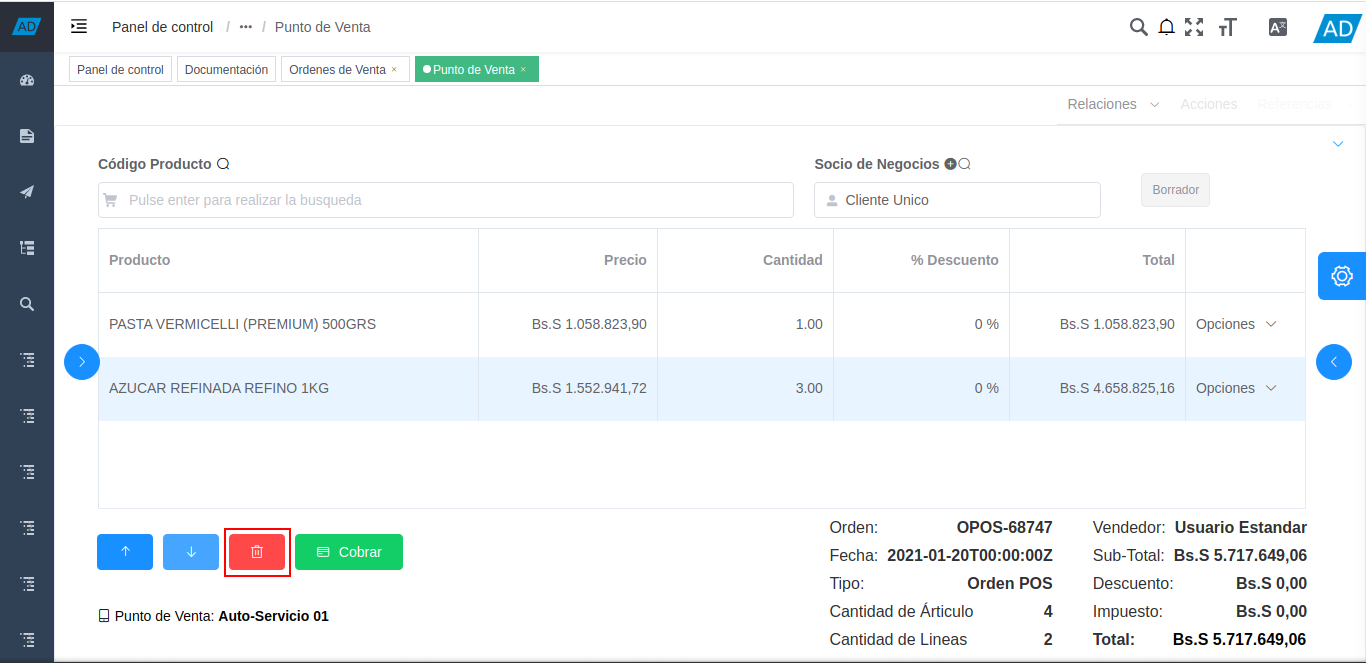 AD
Panel de control / ••• / Punto de Venta
AD
Panel de control
Documentación
Ordenes de Venta ×
Punto de Venta ×
Relaciones
Acciones
Referencias
Código Producto
Socio de Negocios
Pulse enter para realizar la busqueda
Cliente Unico
Borrador
Producto Precio Cantidad % Descuento Total
PASTA VERMICELLI (PREMIUM) 500GRS Bs.S 1.058.823,90 1.00 0 % Bs.S 1.058.823,90 Opciones
AZUCAR REFINADA REFINO 1KG Bs.S 1.552.941,72 3.00 0 % Bs.S 4.658.825,16 Opciones
Cobrar
Punto de Venta: Auto-Servicio 01
Orden: OPOS-68747
Fecha: 2021-01-20T00:00:00Z
Tipo: Orden POS
Cantidad de Árticulo 4
Cantidad de Lineas 2
Vendedor: Usuario Estandar
Sub-Total: Bs.S 5.717.649,06
Descuento: Bs.S 0,00
Impuesto: Bs.S 0,00
Total: Bs.S 5.717.649,06